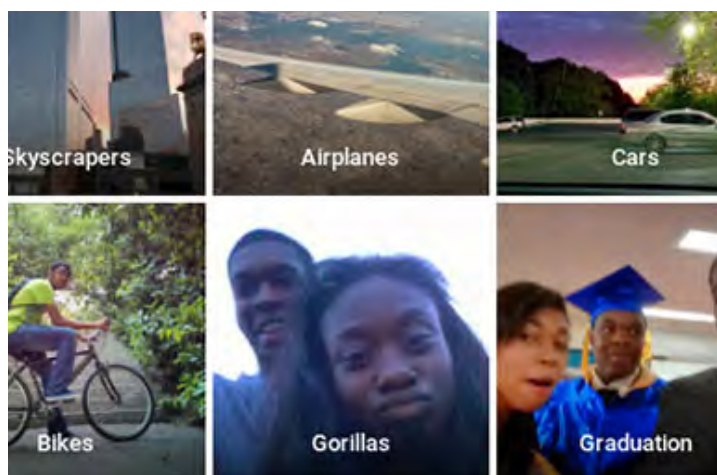 Skyscrapers
Airplanes
Cars
Bikes
Gorillas
Graduation